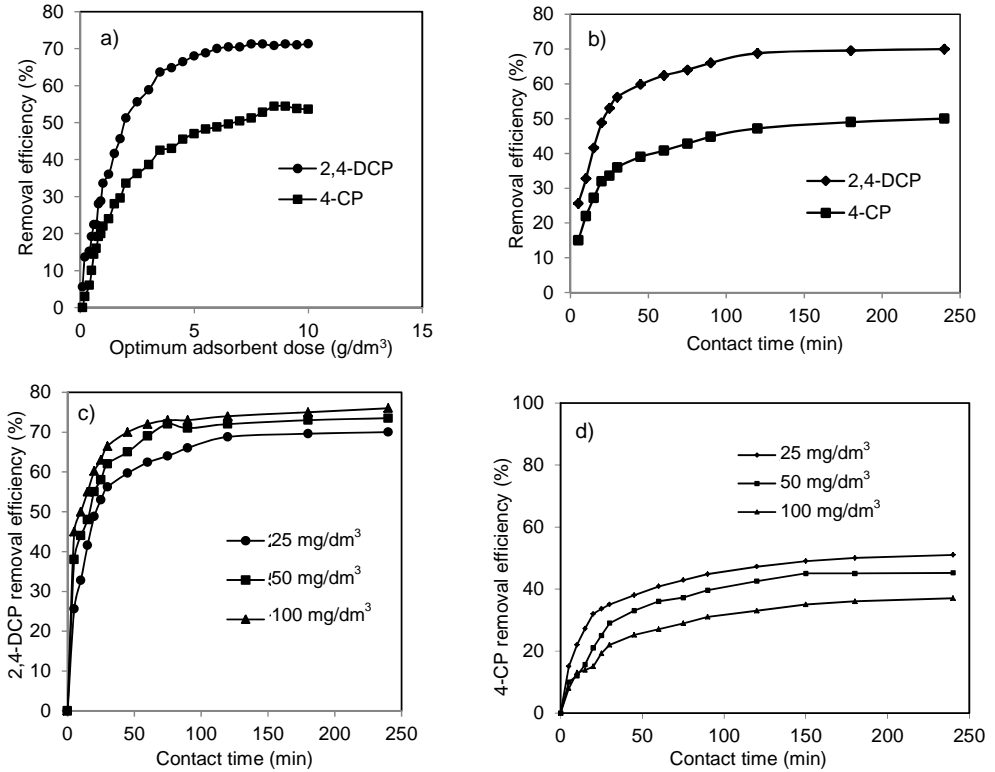 a)
Removal efficiency (%)
80
70
60
50
40
30
20
10
0
2,4-DCP
4-CP
0 5 10 15
Optimum adsorbent dose (g/dm³)
b)
Removal efficiency (%)
80
70
60
50
40
30
20
10
0
2,4-DCP
4-CP
0 50 100 150 200 250
Contact time (min)
c)
2,4-DCP removal efficiency (%)
80
70
60
50
40
30
20
10
0
25 mg/dm³
50 mg/dm³
100 mg/dm³
0 50 100 150 200 250
Contact time (min)
d)
4-CP removal efficiency (%)
100
80
60
40
20
0
25 mg/dm³
50 mg/dm³
100 mg/dm³
0 50 100 150 200 250
Contact time (min)